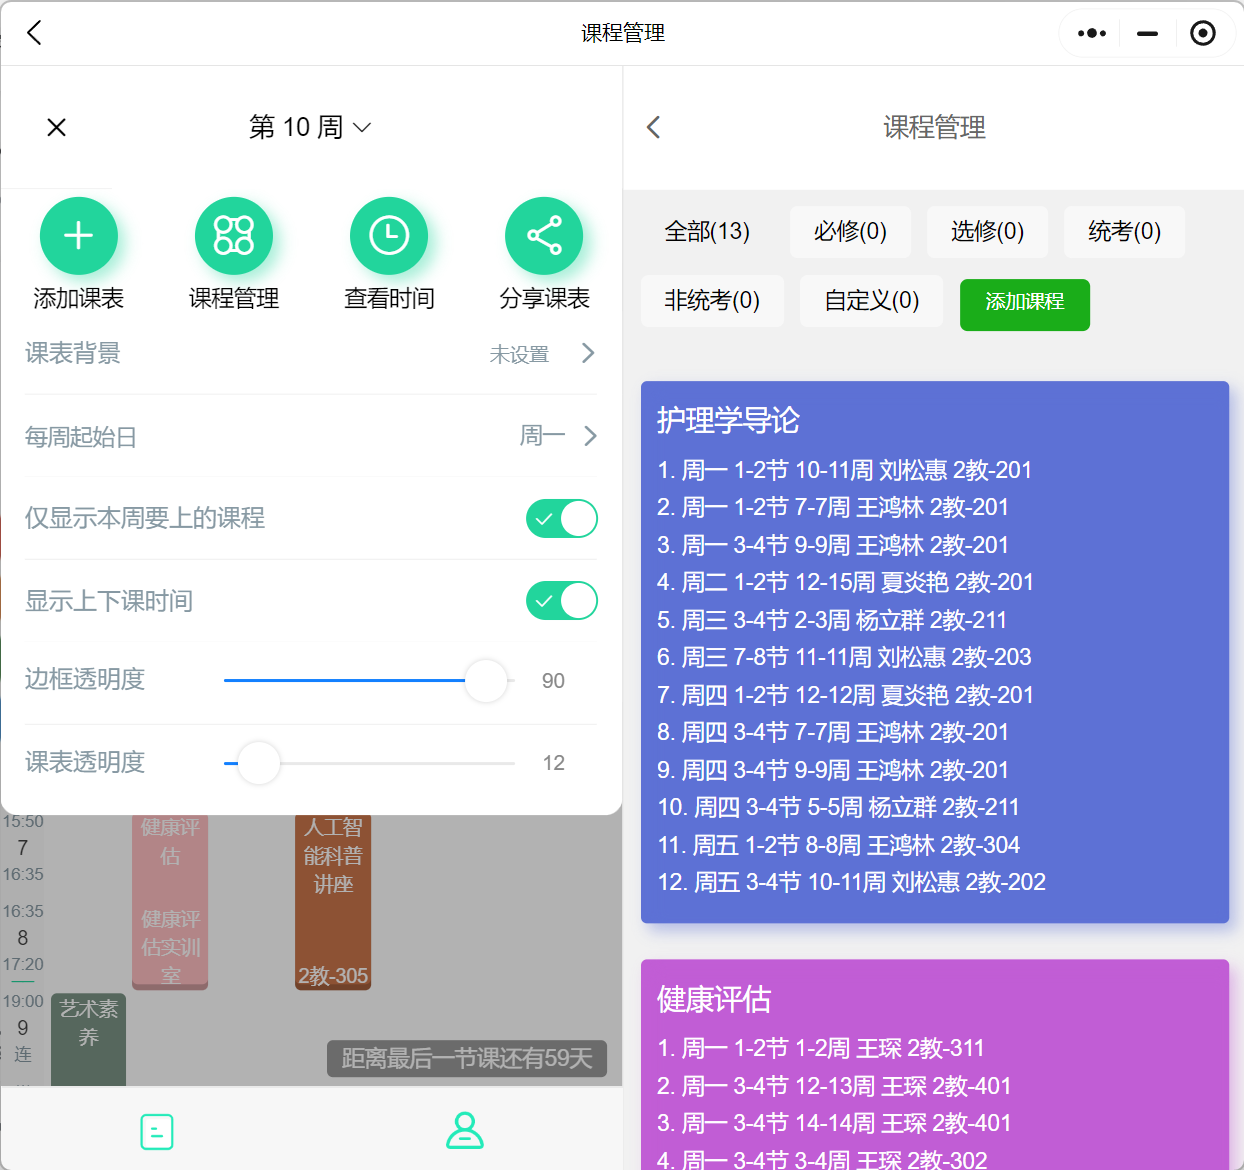 课程管理
第 10 周
添加课表
课程管理
查看时间
分享课表
课表背景
未设置
每周起始日
周一
仅显示本周要上的课程
显示上下课时间
边框透明度
90
课表透明度
12
15:50
7
16:35
16:35
8
17:20
19:00
9
连
健康评
估
健康评
估实训
室
人工智
能科普
讲座
2教-305
艺术素
养
距离最后一节课还有59天
课程管理
全部(13)
必修(0)
选修(0)
统考(0)
非统考(0)
自定义(0)
添加课程
护理学导论
1. 周一 1-2节 10-11周 刘松惠 2教-201
2. 周一 1-2节 7-7周 王鸿林 2教-201
3. 周一 3-4节 9-9周 王鸿林 2教-201
4. 周二 1-2节 12-15周 夏炎艳 2教-201
5. 周三 3-4节 2-3周 杨立群 2教-211
6. 周三 7-8节 11-11周 刘松惠 2教-203
7. 周四 1-2节 12-12周 夏炎艳 2教-201
8. 周四 3-4节 7-7周 王鸿林 2教-201
9. 周四 3-4节 9-9周 王鸿林 2教-201
10. 周四 3-4节 5-5周 杨立群 2教-211
11. 周五 1-2节 8-8周 王鸿林 2教-304
12. 周五 3-4节 10-11周 刘松惠 2教-202
健康评估
1. 周一 1-2节 1-2周 王琛 2教-311
2. 周一 3-4节 12-13周 王琛 2教-401
3. 周一 3-4节 14-14周 王琛 2教-401
4. 周一 3-4节 3-4周 王琛 2教-302